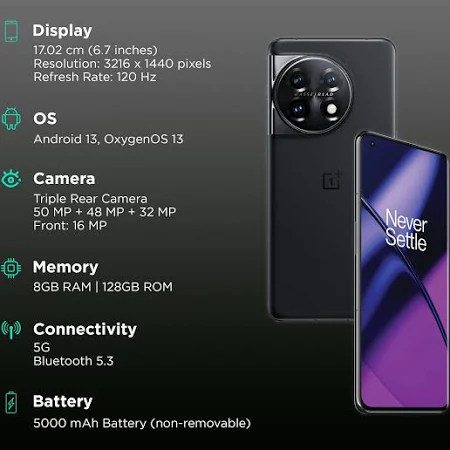 Display
17.02 cm (6.7 inches)
Resolution: 3216 x 1440 pixels
Refresh Rate: 120 Hz
OS
Android 13, OxygenOS 13
Camera
Triple Rear Camera
50 MP + 48 MP + 32 MP
Front: 16 MP
Memory
8GB RAM | 128GB ROM
Connectivity
5G
Bluetooth 5.3
Battery
5000 mAh Battery (non-removable)
HASSELBLAD
Never
Settle